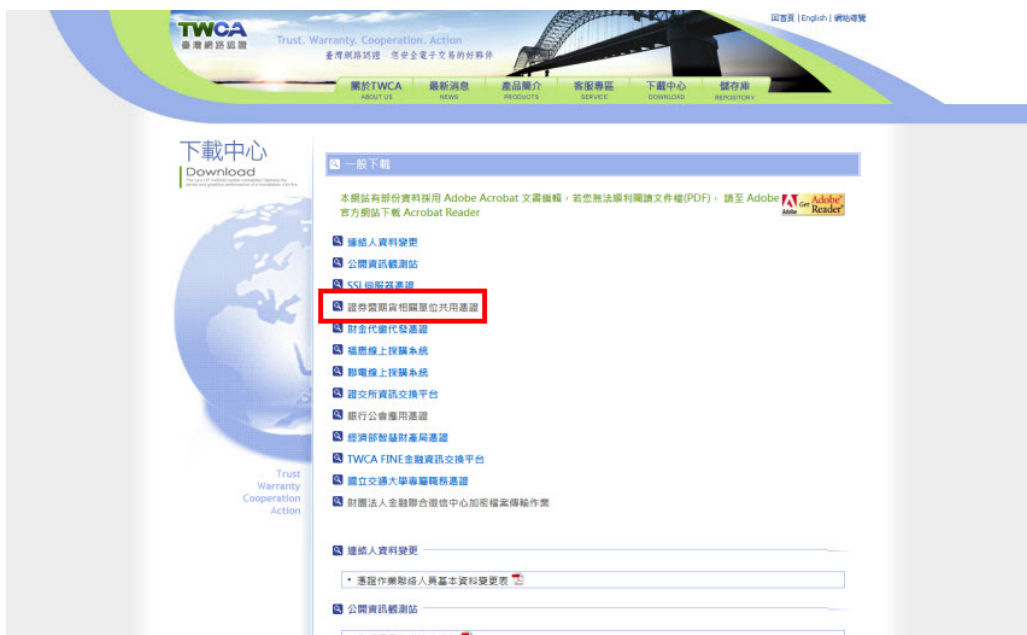 回首頁 | English | 網站導覽
TWCA
臺灣網路認證
Trust. Warranty. Cooperation. Action
臺灣網路認證 您安全電子交易的好夥伴
關於TWCA 最新消息 產品簡介 客服專區 下載中心 儲存庫
ABOUT US NEWS PRODUCTS SERVICE DOWNLOAD REPOSITORY
下載中心
Download
一般下載
本網站有部份資料採用 Adobe Acrobat 文書編輯,若您無法順利閱讀文件檔(PDF), 請至 Adobe
官方網站下載 Acrobat Reader
Adobe Get Adobe Reader
連絡人資料變更
公開資訊觀測站
SSL伺服器憑證
證券暨期貨相關單位共用憑證
財金代繳代發憑證
福懋線上採購系統
聯電線上採購系統
證交所資訊交換平台
銀行公會應用憑證
經濟部智慧財產局憑證
TWCA FINE金融資訊交換平台
國立交通大學專屬職務憑證
財團法人金融聯合徵信中心加密檔案傳輸作業
Trust
Warranty
Cooperation
Action
連絡人資料變更
憑證作業聯絡人員基本資料變更表
公開資訊觀測站